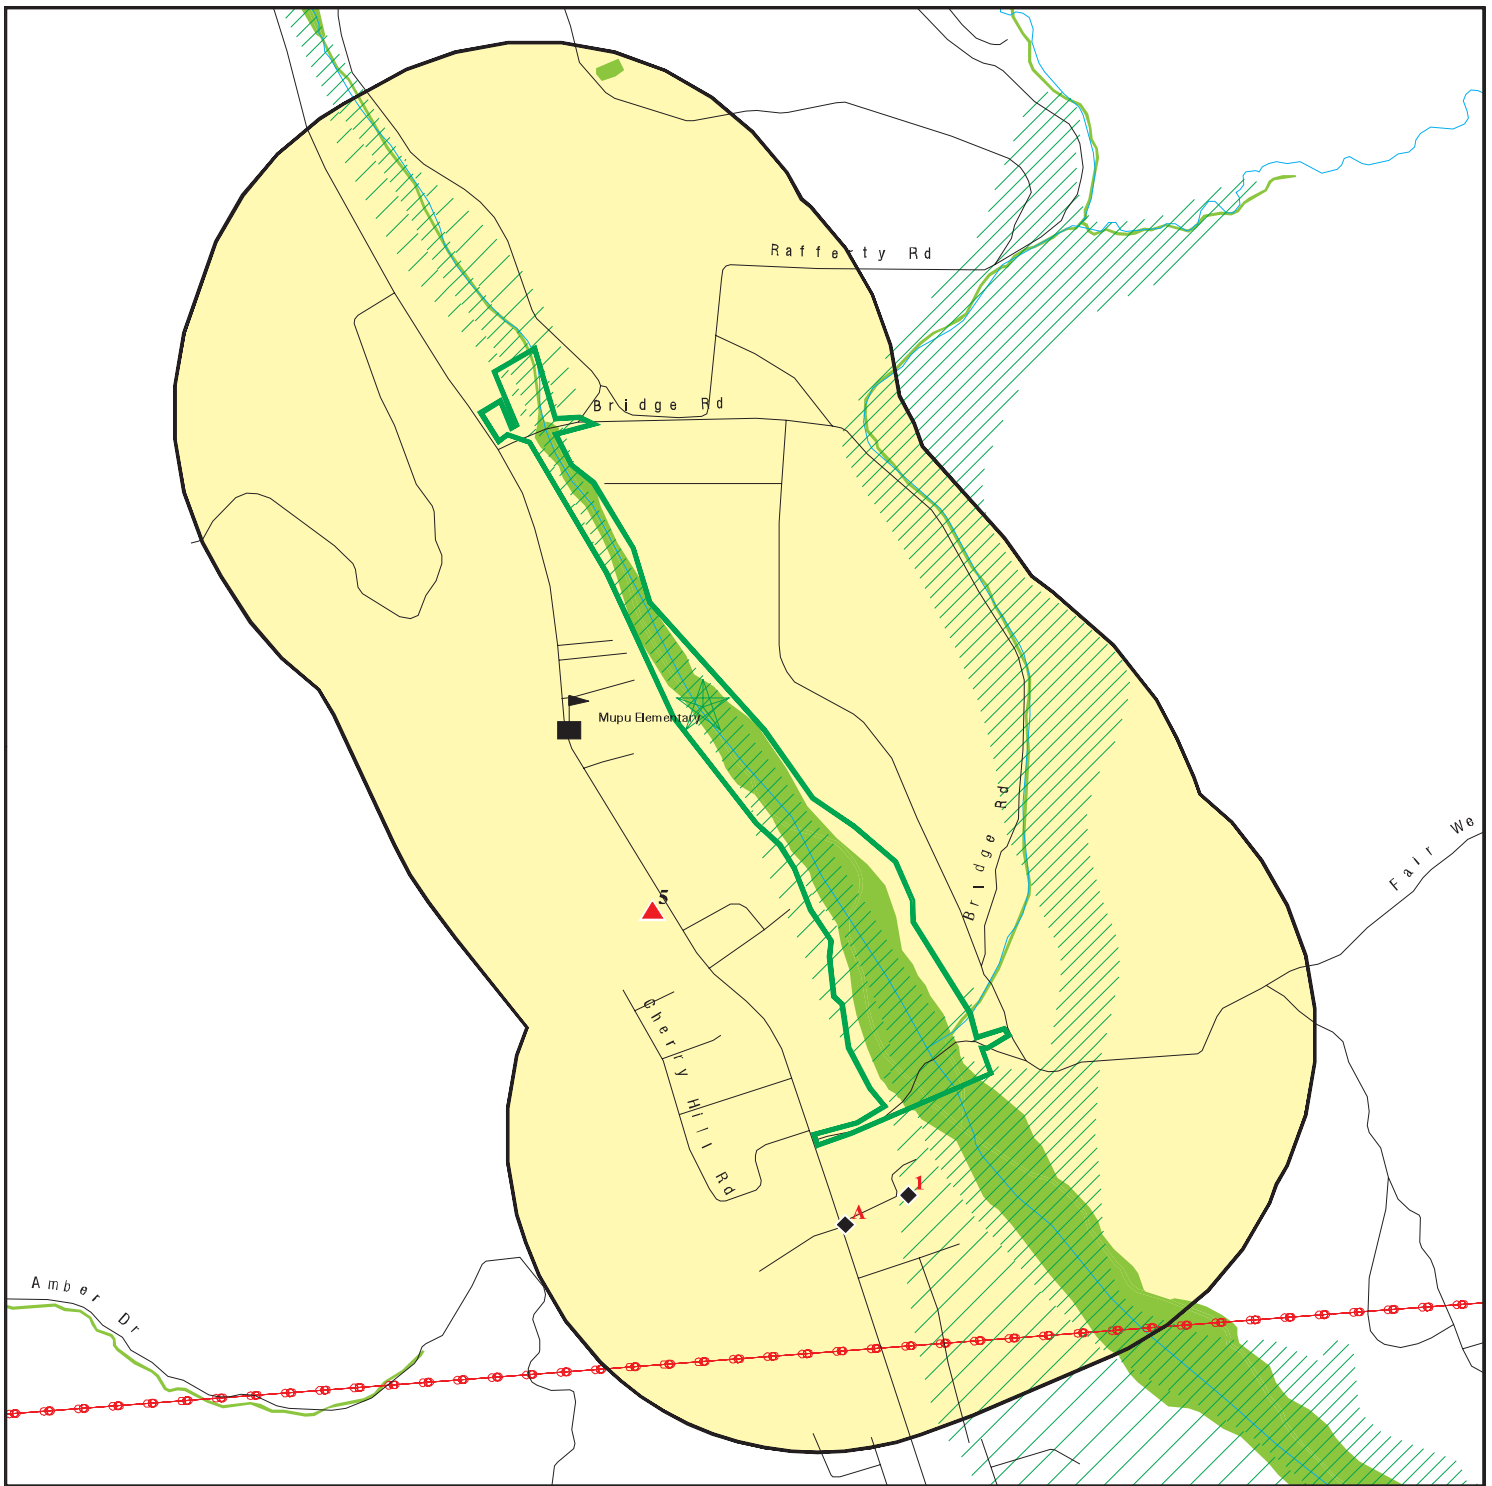 Rafferty Rd
Bridge Rd
Mupu Elementary
Bridge Rd
Fair We
5
Cherry Hill Rd
1
A
Amber Dr